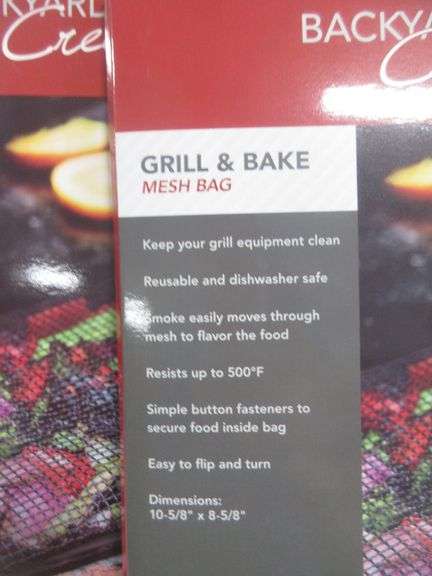 BACKYA
GRILL & BAKE
MESH BAG
Keep your grill equipment clean
Reusable and dishwasher safe
Smoke easily moves through
mesh to flavor the food
Resists up to 500°F
Simple button fasteners to
secure food inside bag
Easy to flip and turn
Dimensions:
10-5/8" x 8-5/8"
KYARD
Cre